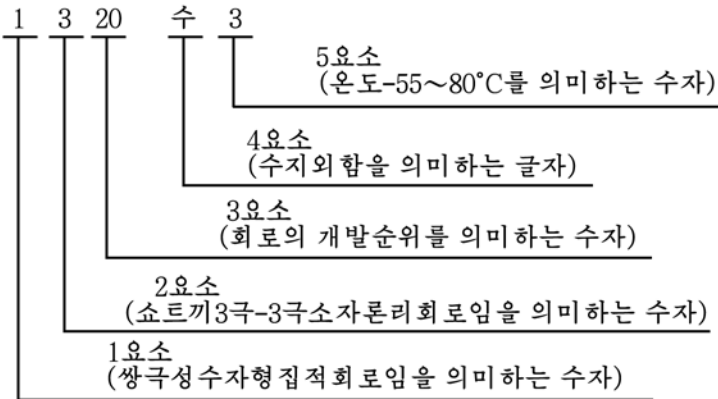 1 3 20 수 3
5요소
(온도-55~80°C를 의미하는 수자)
4요소
(수지외함을 의미하는 글자)
3요소
(회로의 개발순위를 의미하는 수자)
2요소
(쇼트끼3극-3극소자론리회로임을 의미하는 수자)
1요소
(쌍극성수자형집적회로임을 의미하는 수자)